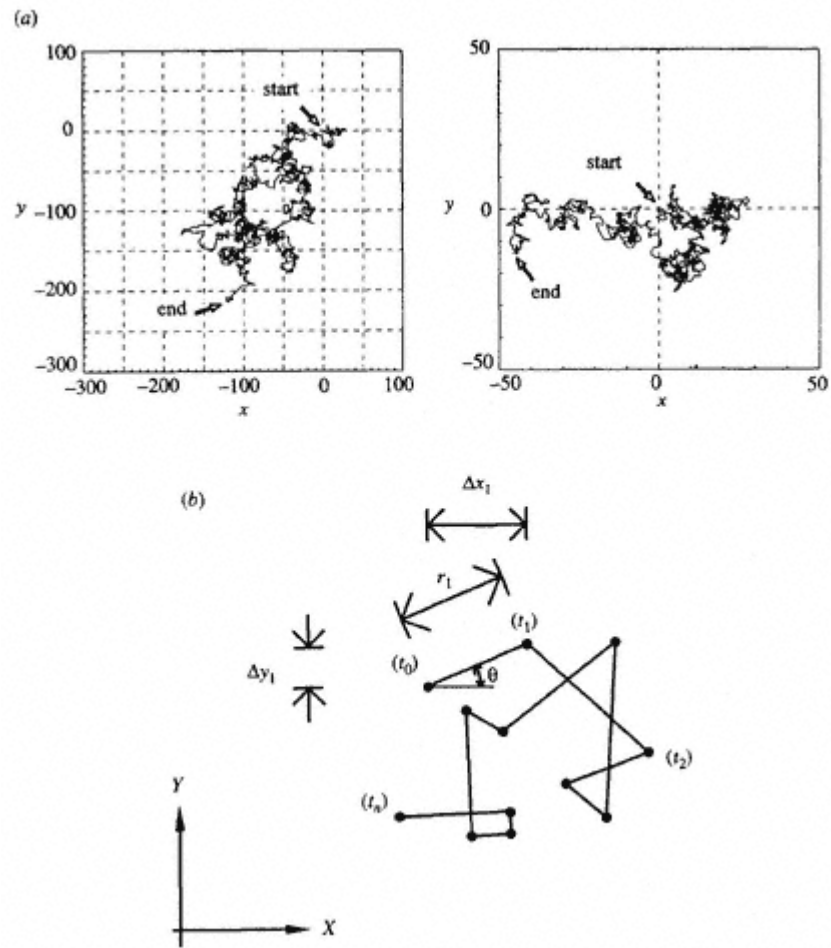 (a)
100
0
y −100
−200
−300
−300 −200 −100 0 100
x
start
end
50
y 0
−50
−50 0 50
x
start
end
(b)
Δx₁
r₁
(t₁)
(t₀)
θ
Δy₁
(t₂)
(tₙ)
Y
X